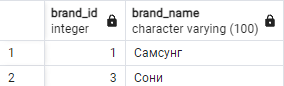 brand_id brand_name
integer character varying (100)
1 1 Самсунг
2 3 Сони